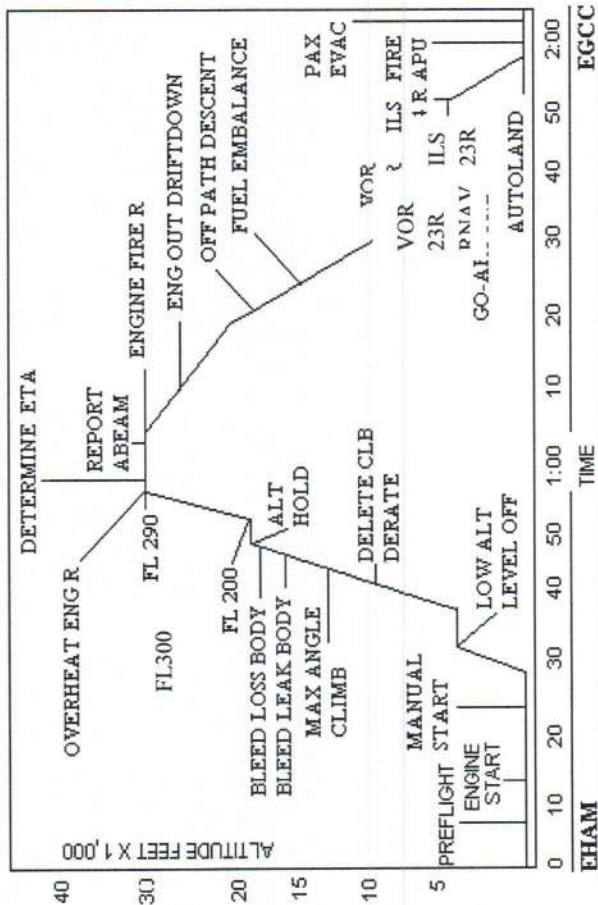 DETERMINE ETA
OVERHEAT ENG R
REPORT
ABEAM
ENGINE FIRE R
FL 290
FL300
ENG OUT DRIFTDOWN
OFF PATH DESCENT
FUEL EMBALANCE
FL 200
ALT
HOLD
BLEED LOSS BODY
BLEED LEAK BODY
MAX ANGLE
CLIMB
DELETE CLB
DERATE
MANUAL
START
PREFLIGHT
ENGINE
START
LOW ALT
LEVEL OFF
VOR
VOR
23R
ILS
23R
ILS
R
FIRE
APU
PAX
EVAC
AUTOLAND
ALTITUDE FEET X 1,000
40
30
20
15
10
5
0 10 20 30 40 50 1:00 10 20 30 40 50 2:00
EHAM TIME EGCC